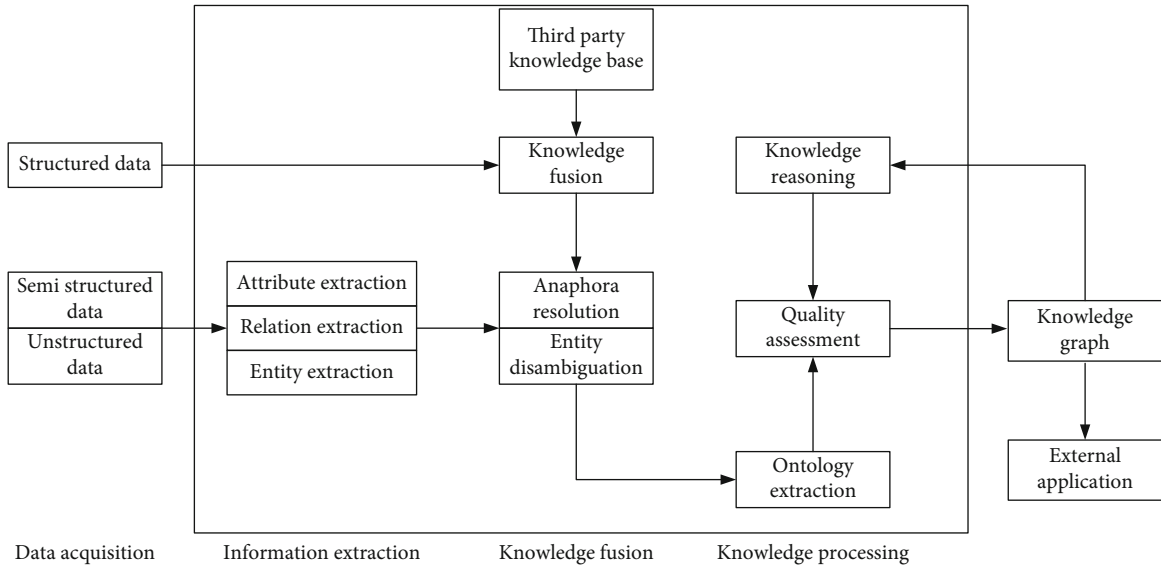 Third party
knowledge base
Structured data
Knowledge
fusion
Knowledge
reasoning
Semi structured
data
Unstructured
data
Attribute extraction
Relation extraction
Entity extraction
Anaphora
resolution
Entity
disambiguation
Quality
assessment
Knowledge
graph
Ontology
extraction
External
application
Data acquisition
Information extraction
Knowledge fusion
Knowledge processing